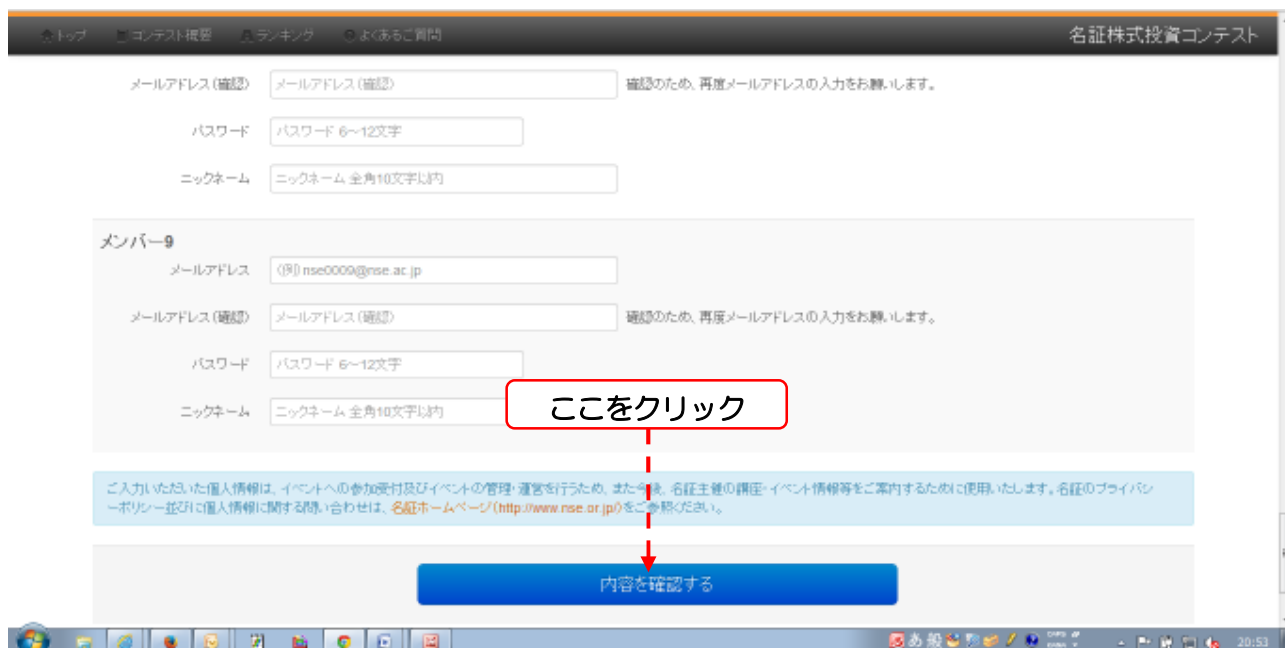 トップ コンテスト概要 ランキング よくあるご質問 名証株式投資コンテスト
メールアドレス(確認) メールアドレス(確認) 確認のため、再度メールアドレスの入力をお願いします。
パスワード パスワード 6～12文字
ニックネーム ニックネーム 全角10文字以内
メンバー9
メールアドレス (例) nse0009@nse.ac.jp
メールアドレス(確認) メールアドレス(確認) 確認のため、再度メールアドレスの入力をお願いします。
パスワード パスワード 6～12文字
ここをクリック
ニックネーム ニックネーム 全角10文字以内
ご入力いただいた個人情報は、イベントへの参加受付及びイベントの管理・運営を行うため、また今後、名証主催の講座・イベント情報等をご案内するために使用いたします。名証のプライバシ
ーポリシー並びに個人情報に関する問い合わせは、名証ホームページ(http://www.nse.or.jp/)をご参照ください。
内容を確認する
あ 般
20:53